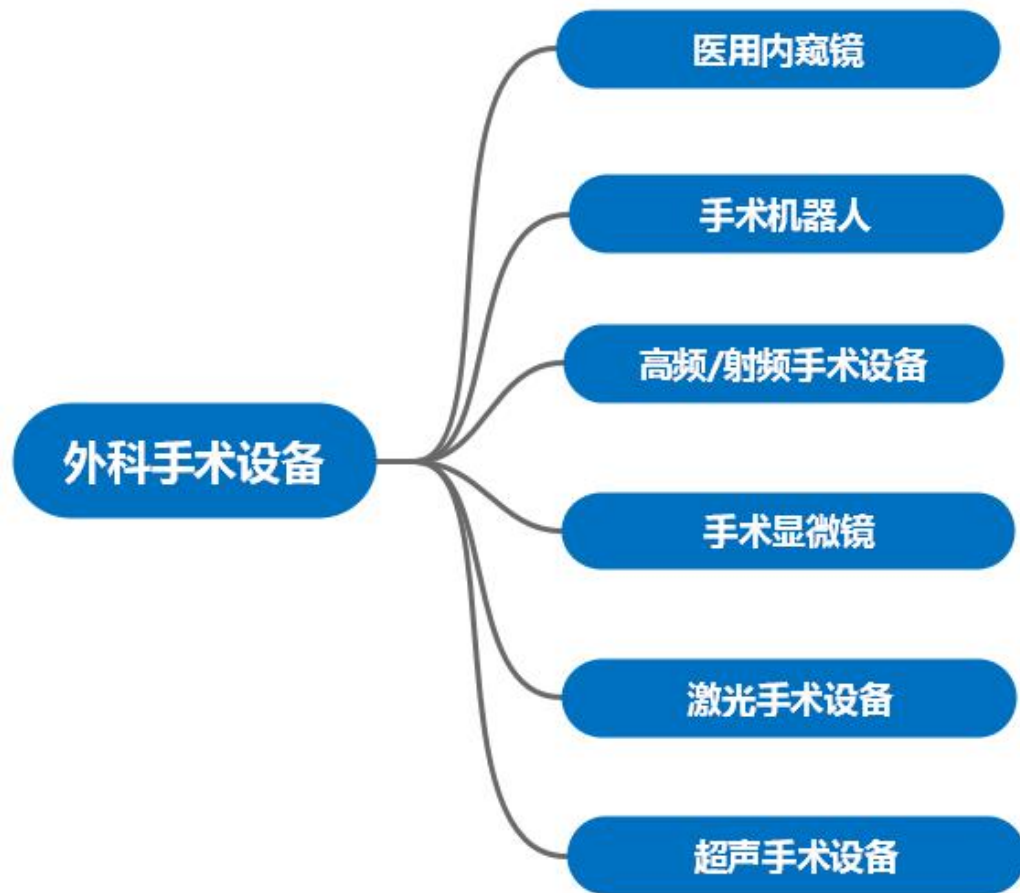 医用内窥镜
手术机器人
高频/射频手术设备
外科手术设备
手术显微镜
激光手术设备
超声手术设备